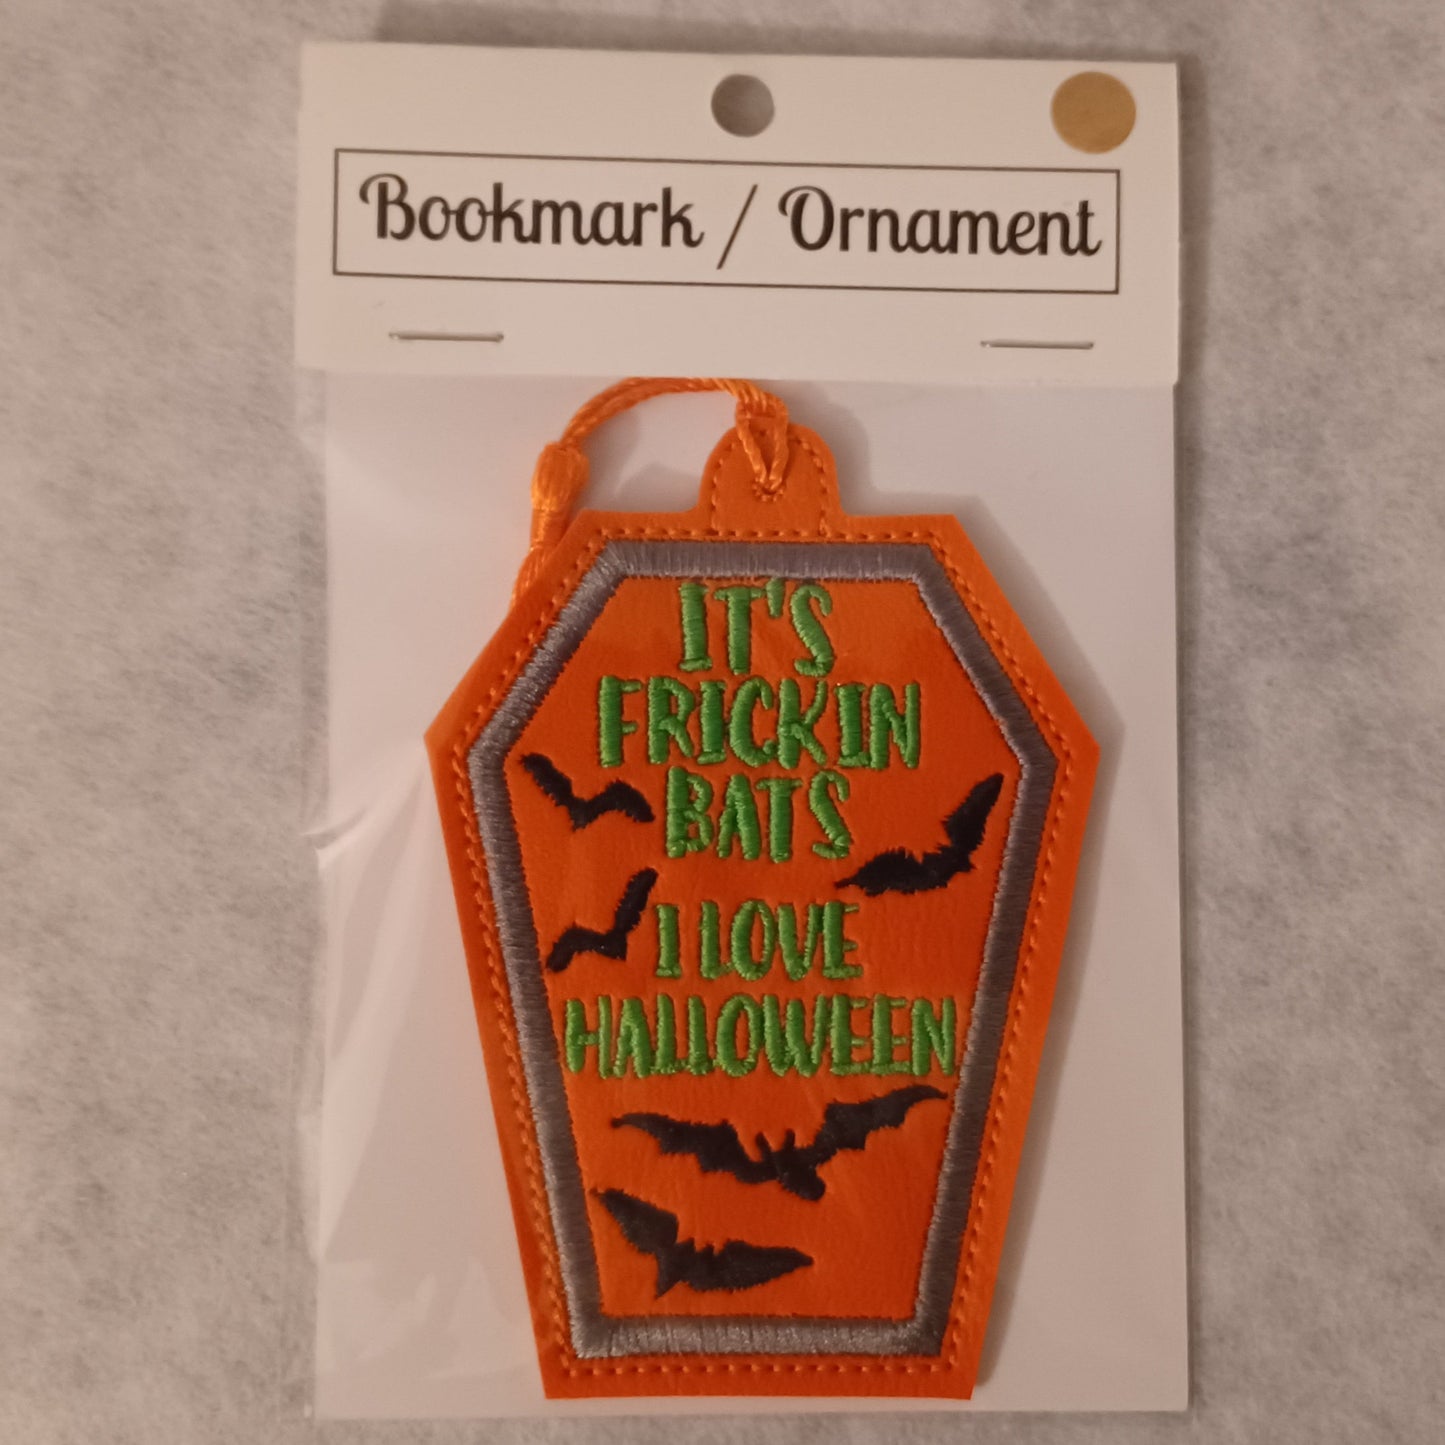 Bookmark / Ornament
IT'S
FRICKIN
BATS
I LOVE
HALLOWEEN